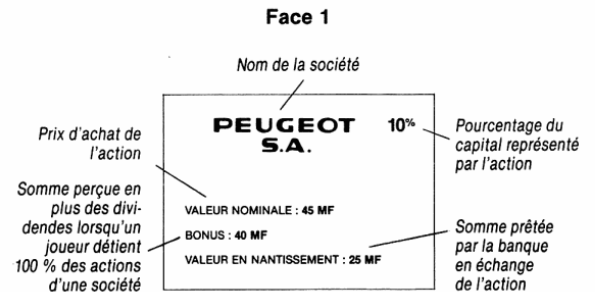 Face 1
Nom de la société
PEUGEOT 10%
S.A.
Prix d'achat de
l'action
Pourcentage du
capital représenté
par l'action
Somme perçue en
plus des divi-
dendes lorsqu'un
joueur détient
100 % des actions
d'une société
VALEUR NOMINALE : 45 MF
BONUS : 40 MF
VALEUR EN NANTISSEMENT : 25 MF
Somme prêtée
par la banque
en échange
de l'action